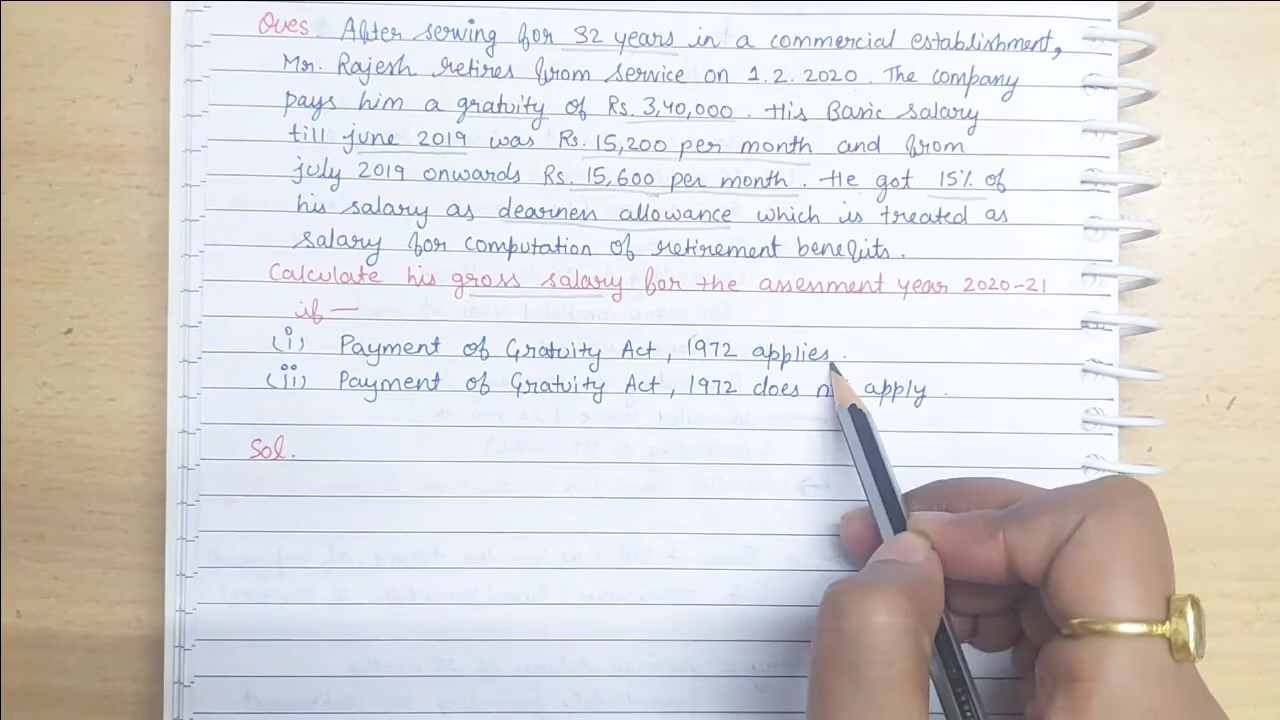 Ques. After serving for 32 years in a commercial establishment,
Mr. Rajesh retires from service on 1.2.2020. The company
pays him a gratuity of Rs. 3,40,000. His Basic salary
till june 2019 was Rs. 15,200 per month and from
july 2019 onwards Rs. 15,600 per month. He got 15% of
his salary as dearness allowance which is treated as
salary for computation of retirement benefits.
Calculate his gross salary for the assessment year 2020-21
if —
(i) Payment of Gratuity Act, 1972 applies.
(ii) Payment of Gratuity Act, 1972 does apply.
Sol.